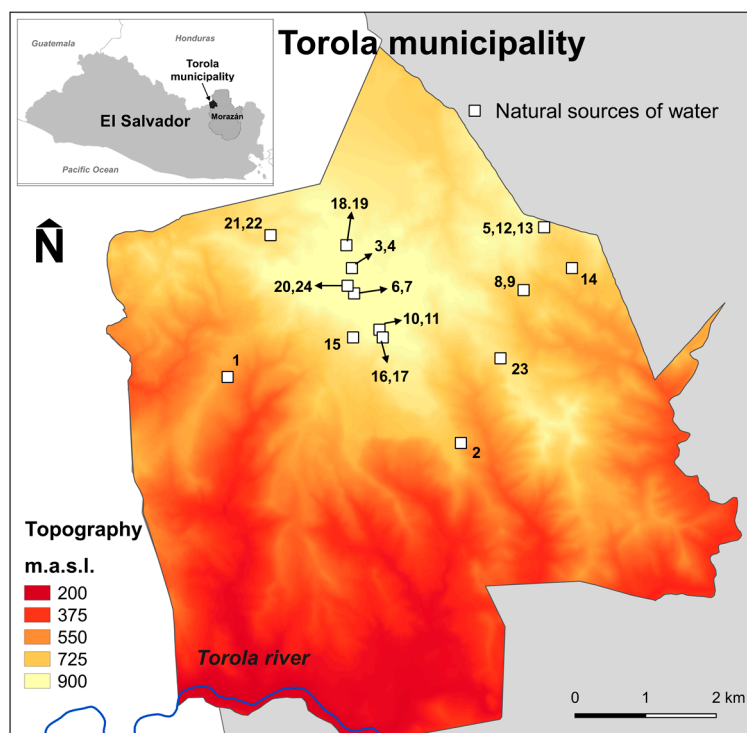 Torola municipality
Guatemala
Honduras
Torola
municipality
El Salvador
Morazán
Pacific Ocean
Natural sources of water
N
18.19
21,22
5,12,13
3,4
14
20,24
6,7
8,9
10,11
15
23
1
16,17
2
Topography
m.a.s.l.
200
375
550
725
900
Torola river
0 1 2 km